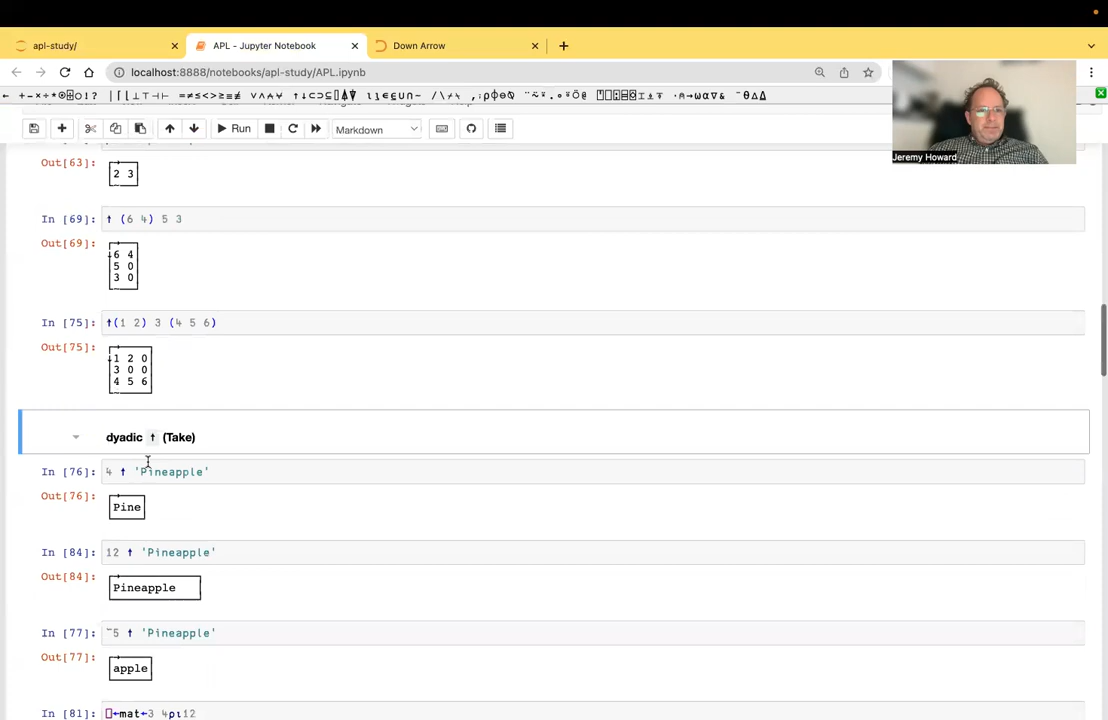 apl-study/
APL - Jupyter Notebook
Down Arrow
localhost:8888/notebooks/apl-study/APL.ipynb
Run
Markdown
Jeremy Howard
Out[63]:
2 3
In [69]: ↑ (6 4) 5 3
Out[69]:
6 4
5 0
3 0
In [75]: ↑(1 2) 3 (4 5 6)
Out[75]:
1 2 0
3 0 0
4 5 6
dyadic ↑ (Take)
In [76]: 4 ↑ 'Pineapple'
Out[76]:
Pine
In [84]: 12 ↑ 'Pineapple'
Out[84]:
Pineapple
In [77]: ¯5 ↑ 'Pineapple'
Out[77]:
apple
In [81]: ⎕←mat←3 4⍴⍳12